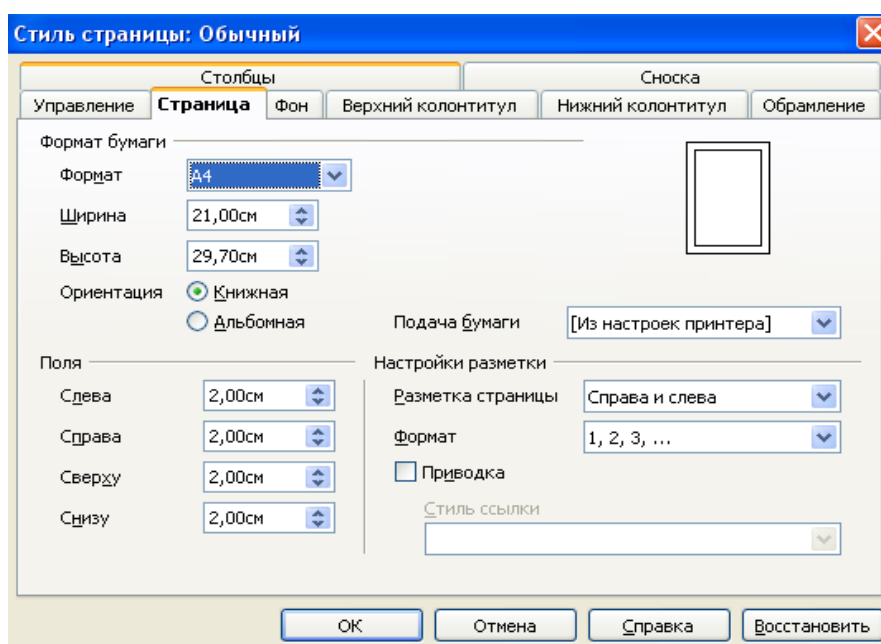 Стиль страницы: Обычный
Столбцы Сноска
Управление Страница Фон Верхний колонтитул Нижний колонтитул Обрамление
Формат бумаги
Формат A4
Ширина 21,00см
Высота 29,70см
Ориентация Книжная
Альбомная Подача бумаги [Из настроек принтера]
Поля Настройки разметки
Слева 2,00см Разметка страницы Справа и слева
Справа 2,00см Формат 1, 2, 3, ...
Сверху 2,00см Приводка
Снизу 2,00см Стиль ссылки
ОК Отмена Справка Восстановить